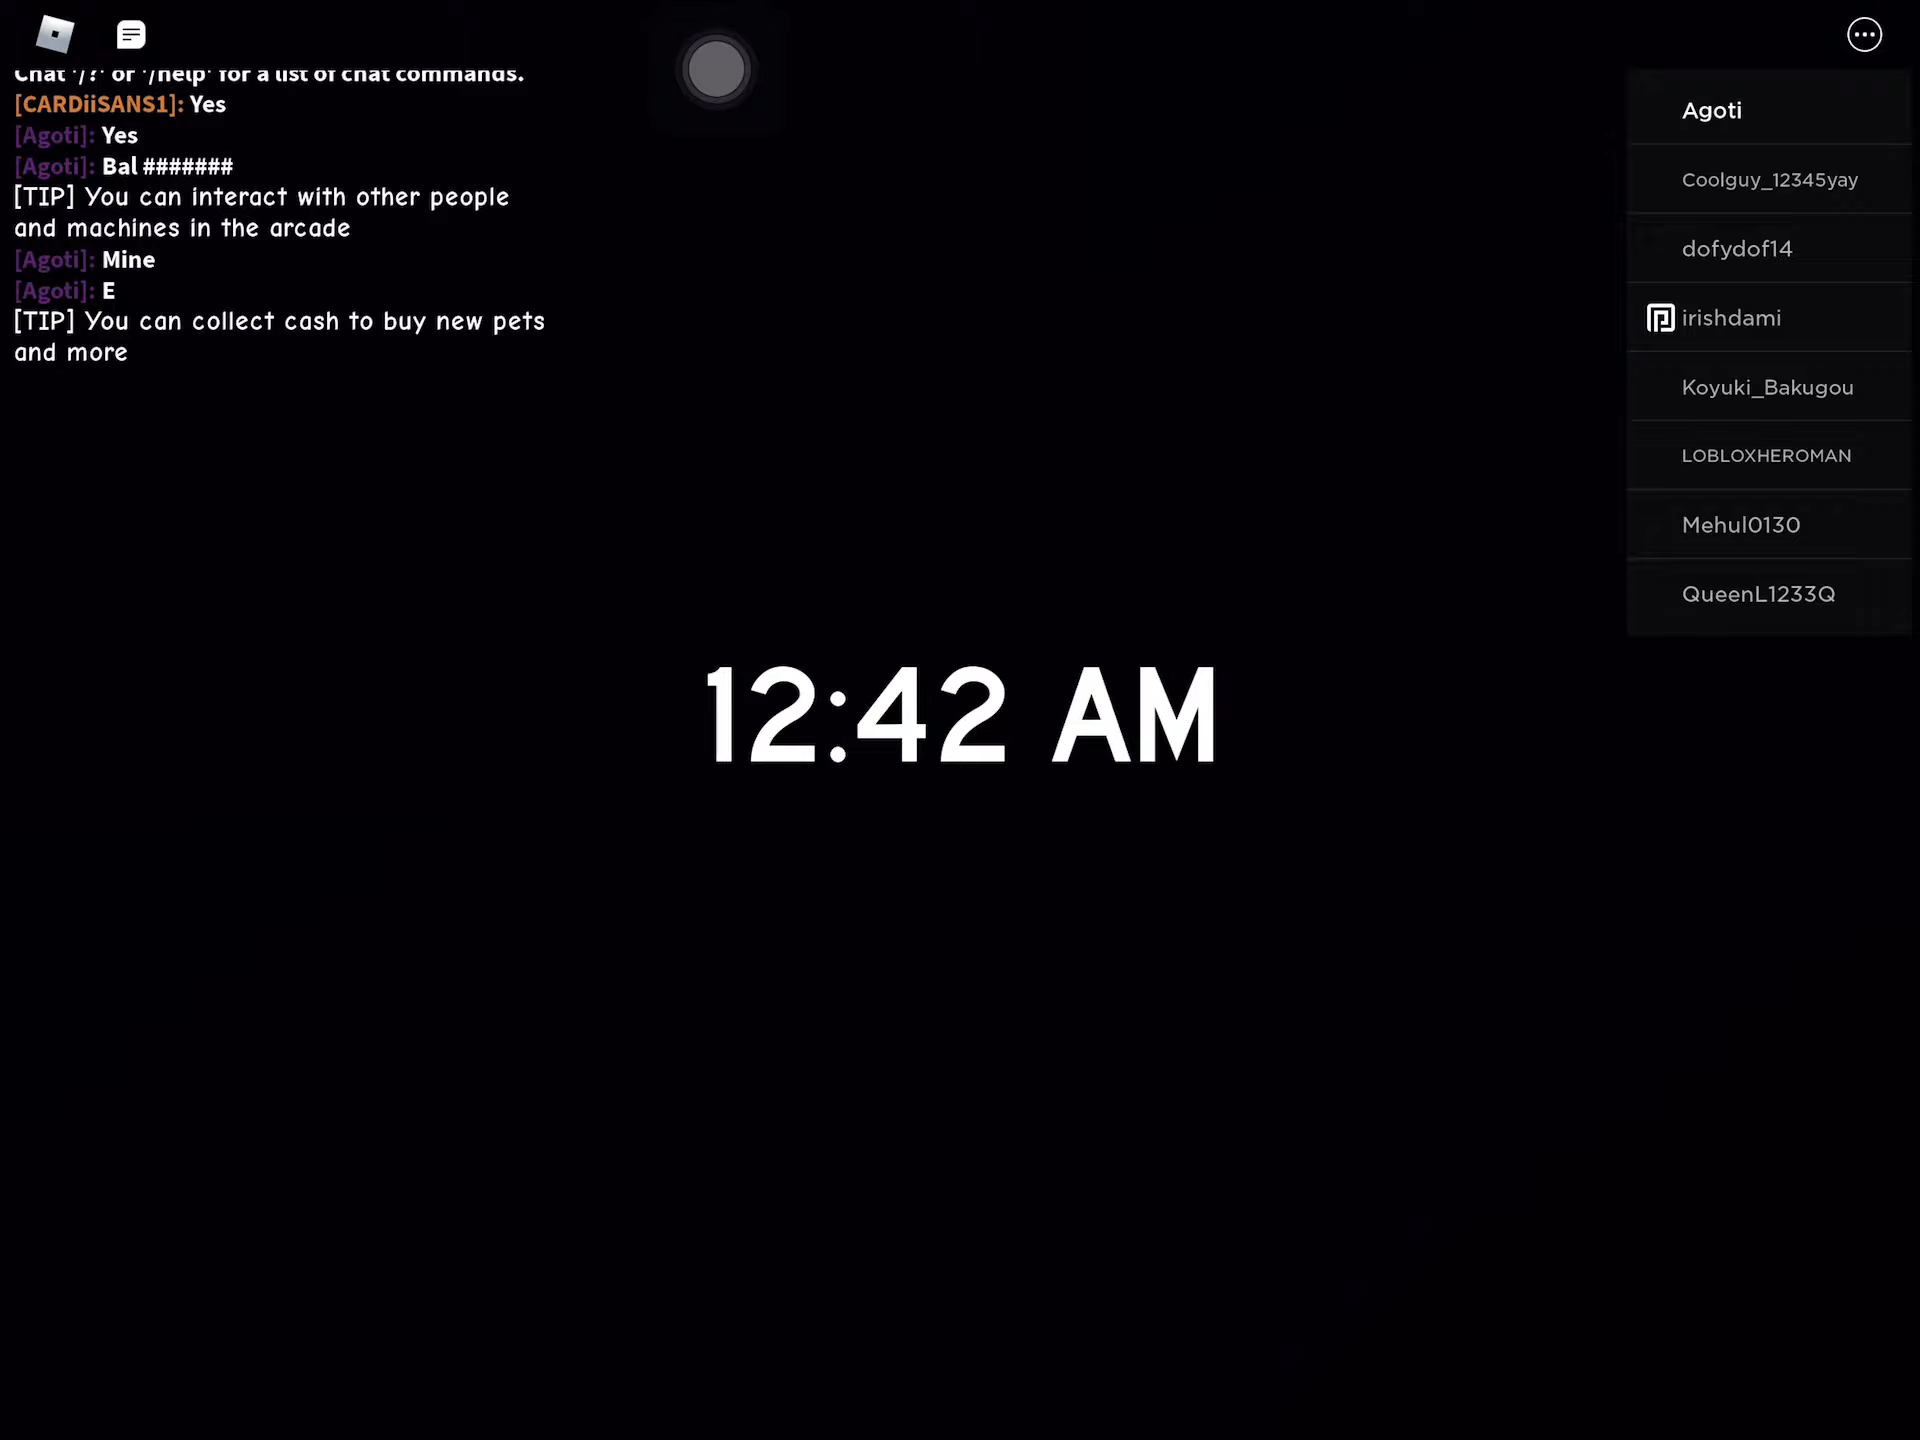 Chat '/?' or '/help' for a list of chat commands.
[CARDiiSANS1]: Yes
[Agoti]: Yes
[Agoti]: Bal #######
[TIP] You can interact with other people
and machines in the arcade
[Agoti]: Mine
[Agoti]: E
[TIP] You can collect cash to buy new pets
and more
Agoti
Coolguy_12345yay
dofydof14
irishdami
Koyuki_Bakugou
LOBLOXHEROMAN
Mehul0130
QueenL1233Q
12:42 AM